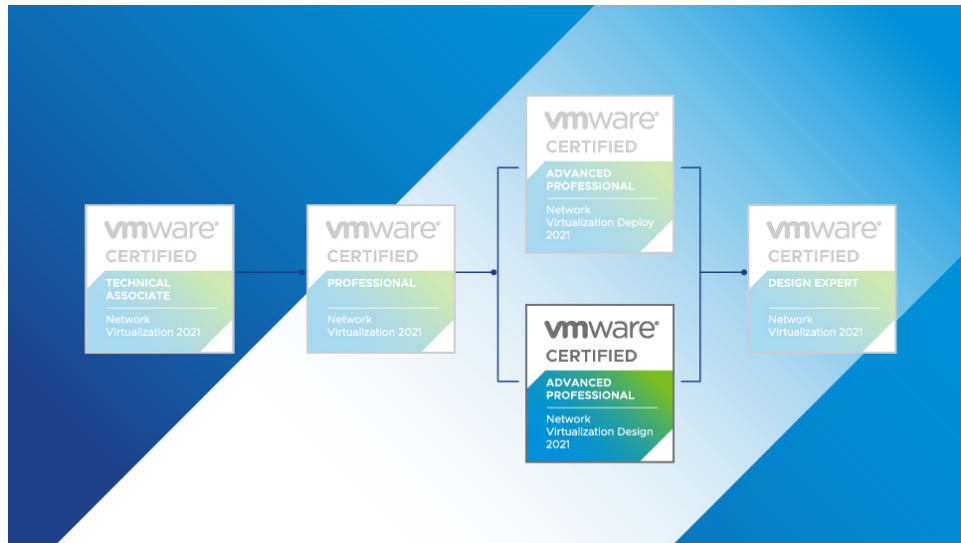 vmware®
CERTIFIED
TECHNICAL
ASSOCIATE
Network
Virtualization 2021
vmware®
CERTIFIED
PROFESSIONAL
Network
Virtualization 2021
vmware®
CERTIFIED
ADVANCED
PROFESSIONAL
Network
Virtualization Deploy
2021
vmware®
CERTIFIED
ADVANCED
PROFESSIONAL
Network
Virtualization Design
2021
vmware®
CERTIFIED
DESIGN EXPERT
Network
Virtualization 2021